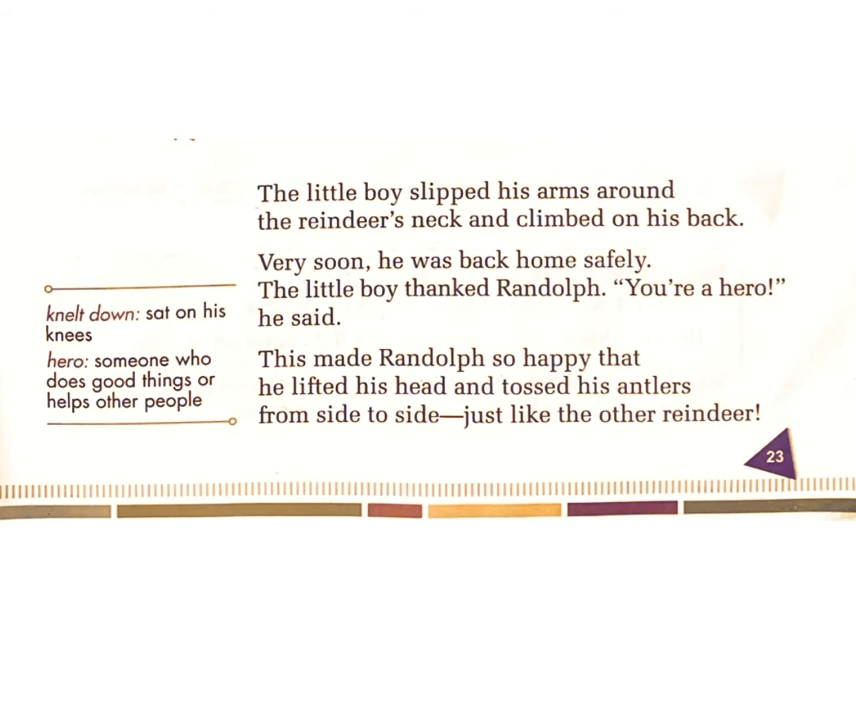 The little boy slipped his arms around
the reindeer's neck and climbed on his back.
Very soon, he was back home safely.
The little boy thanked Randolph. “You're a hero!”
he said.
This made Randolph so happy that
he lifted his head and tossed his antlers
from side to side—just like the other reindeer!
knelt down: sat on his
knees
hero: someone who
does good things or
helps other people
23